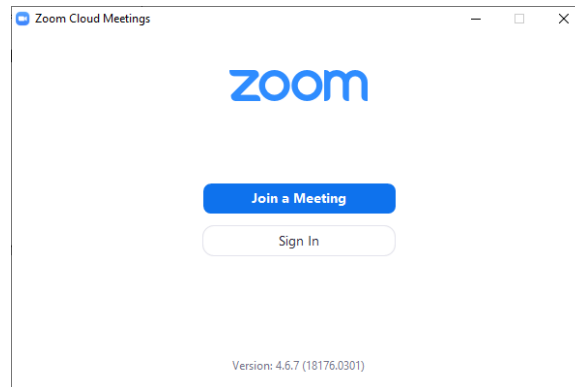 Zoom Cloud Meetings
zoom
Join a Meeting
Sign In
Version: 4.6.7 (18176.0301)